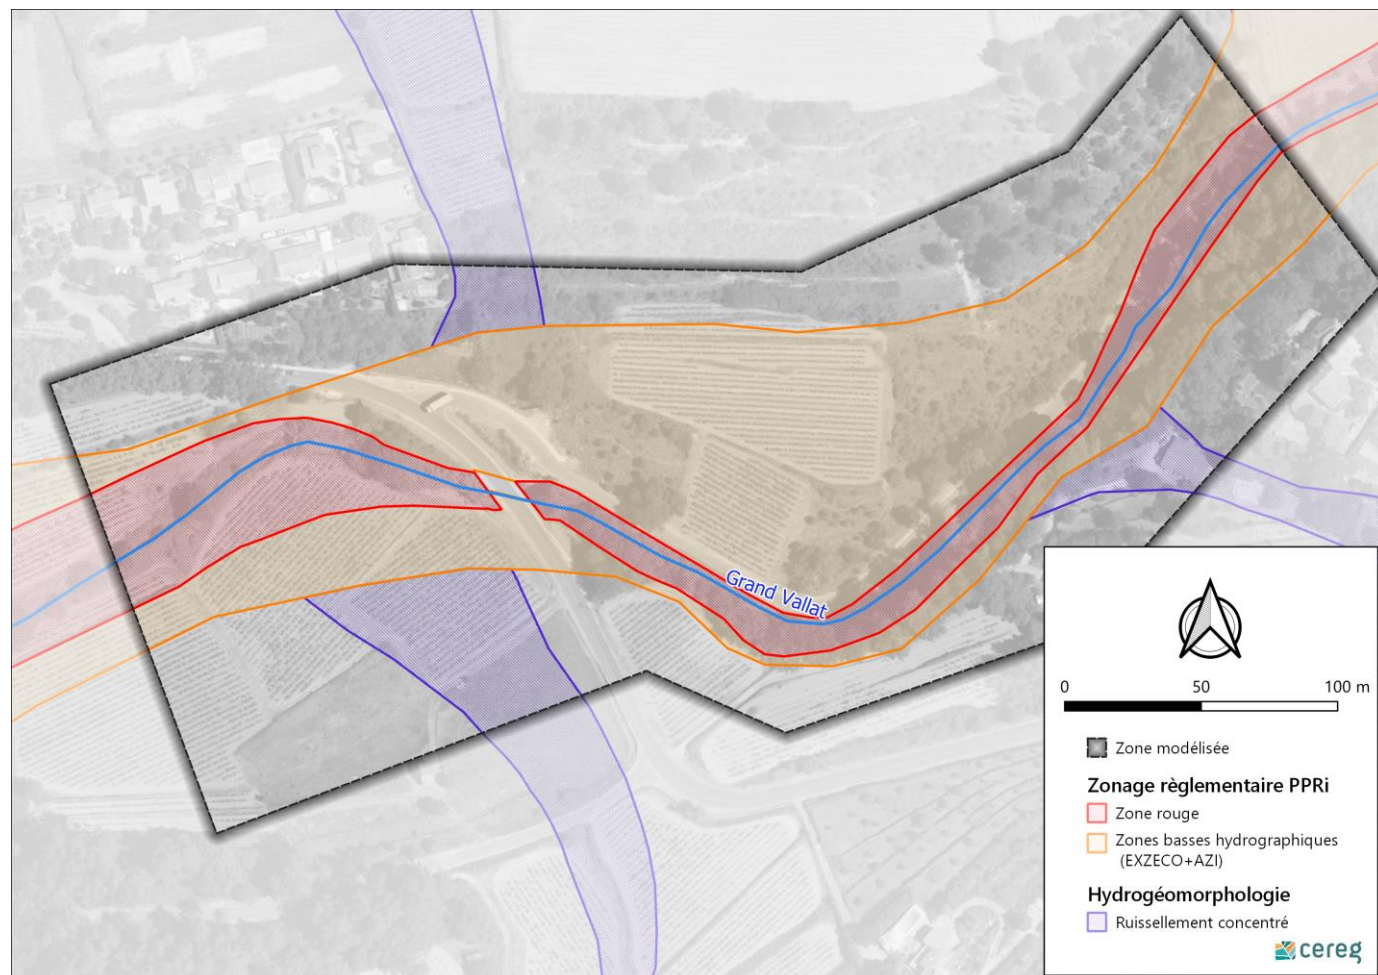 Grand Vallat
0 50 100 m
Zone modélisée
Zonage règlementaire PPRi
Zone rouge
Zones basses hydrographiques
(EXZECO+AZI)
Hydrogéomorphologie
Ruissellement concentré
cereg